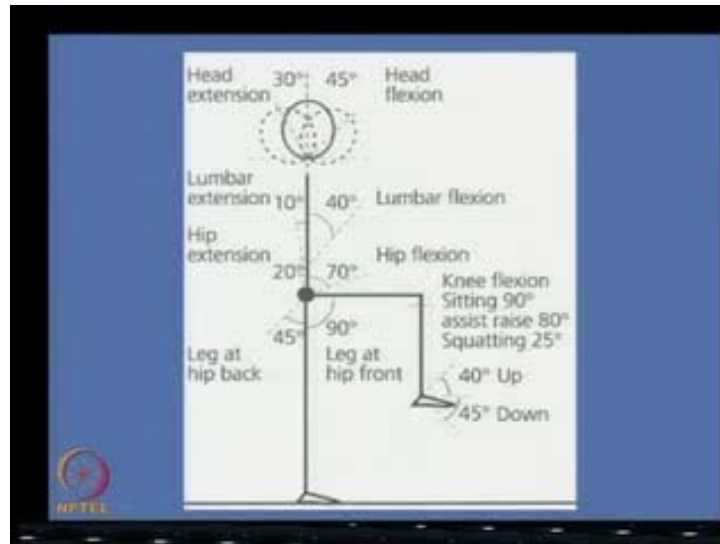 Head extension
30° 45°
Head flexion
Lumbar extension
10° 40°
Lumbar flexion
Hip extension
20° 70°
Hip flexion
Knee flexion
Sitting 90°
assist raise 80°
Squatting 25°
45° 90°
Leg at hip back
Leg at hip front
40° Up
45° Down
NPTEL